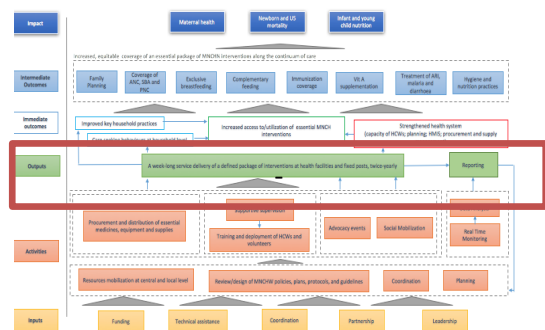 Impact
Maternal health
Newborn and U5
mortality
Infant and young
child nutrition
Increased, equitable coverage of an essential package of MNCHN interventions along the continuum of care
Intermediate
Outcomes
Family
Planning
Coverage of
ANC, SBA and
PNC
Exclusive
breastfeeding
Complementary
feeding
Immunization
coverage
Vit A
supplementation
Treatment of ARI,
malaria and
diarrhoea
Hygiene and
nutrition practices
Immediate
outcomes
Improved key household practices
Increased access to/utilization of essential MNCH
interventions
Strengthened health system
(capacity of HCWs; planning; HMIS; procurement and supply
Care seeking behaviours at household level
Outputs
A week-long service delivery of a defined package of interventions at health facilities and fixed posts, twice-yearly
Reporting
Activities
Procurement and distribution of essential
medicines, equipment and supplies
Supportive supervision
Training and deployment of HCWs and
volunteers
Advocacy events
Social Mobilization
Real Time
Monitoring
Resources mobilization at central and local level
Review/design of MNCHW policies, plans, protocols, and guidelines
Coordination
Planning
Inputs
Funding
Technical assistance
Coordination
Partnership
Leadership